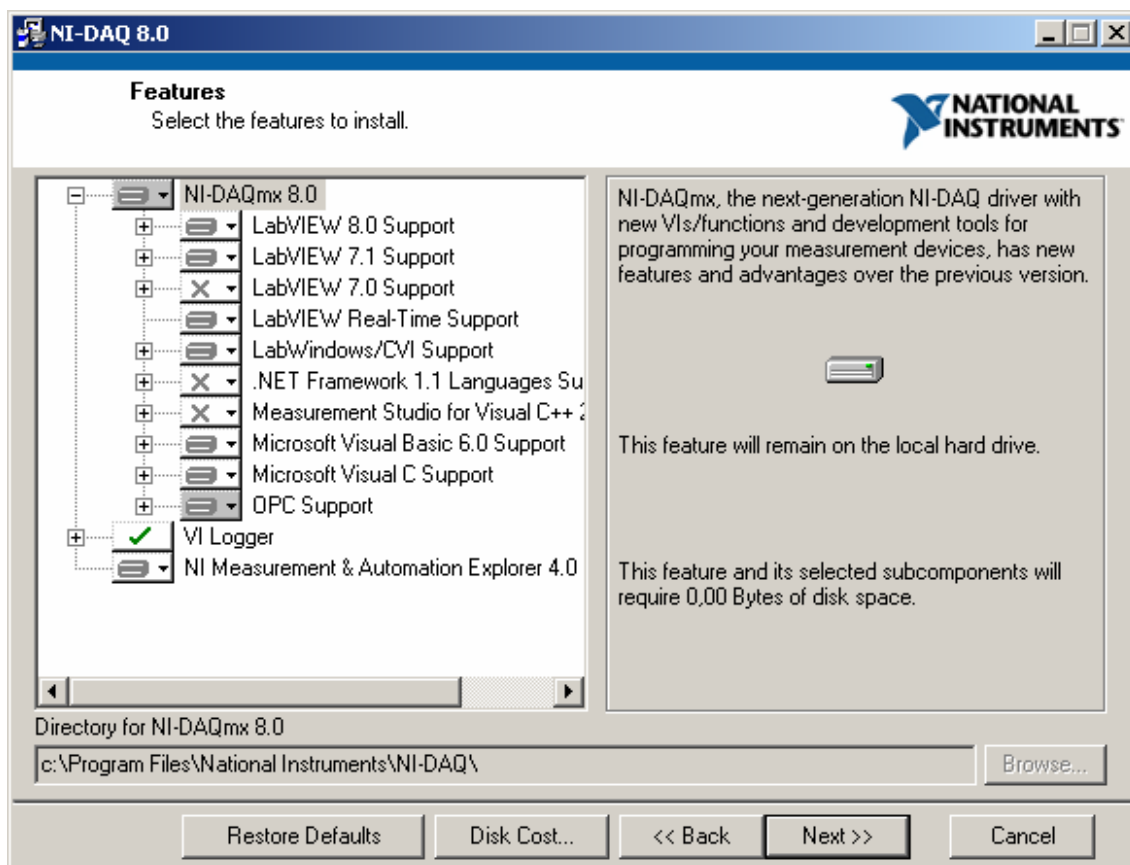 NI-DAQ 8.0
Features
Select the features to install.
NATIONAL
INSTRUMENTS
NI-DAQmx 8.0
LabVIEW 8.0 Support
LabVIEW 7.1 Support
LabVIEW 7.0 Support
LabVIEW Real-Time Support
LabWindows/CVI Support
.NET Framework 1.1 Languages Su
Measurement Studio for Visual C++
Microsoft Visual Basic 6.0 Support
Microsoft Visual C Support
OPC Support
VI Logger
NI Measurement & Automation Explorer 4.0
NI-DAQmx, the next-generation NI-DAQ driver with
new VIs/functions and development tools for
programming your measurement devices, has new
features and advantages over the previous version.
This feature will remain on the local hard drive.
This feature and its selected subcomponents will
require 0,00 Bytes of disk space.
Directory for NI-DAQmx 8.0
c:\Program Files\National Instruments\NI-DAQ\
Browse...
Restore Defaults
Disk Cost...
<< Back
Next >>
Cancel